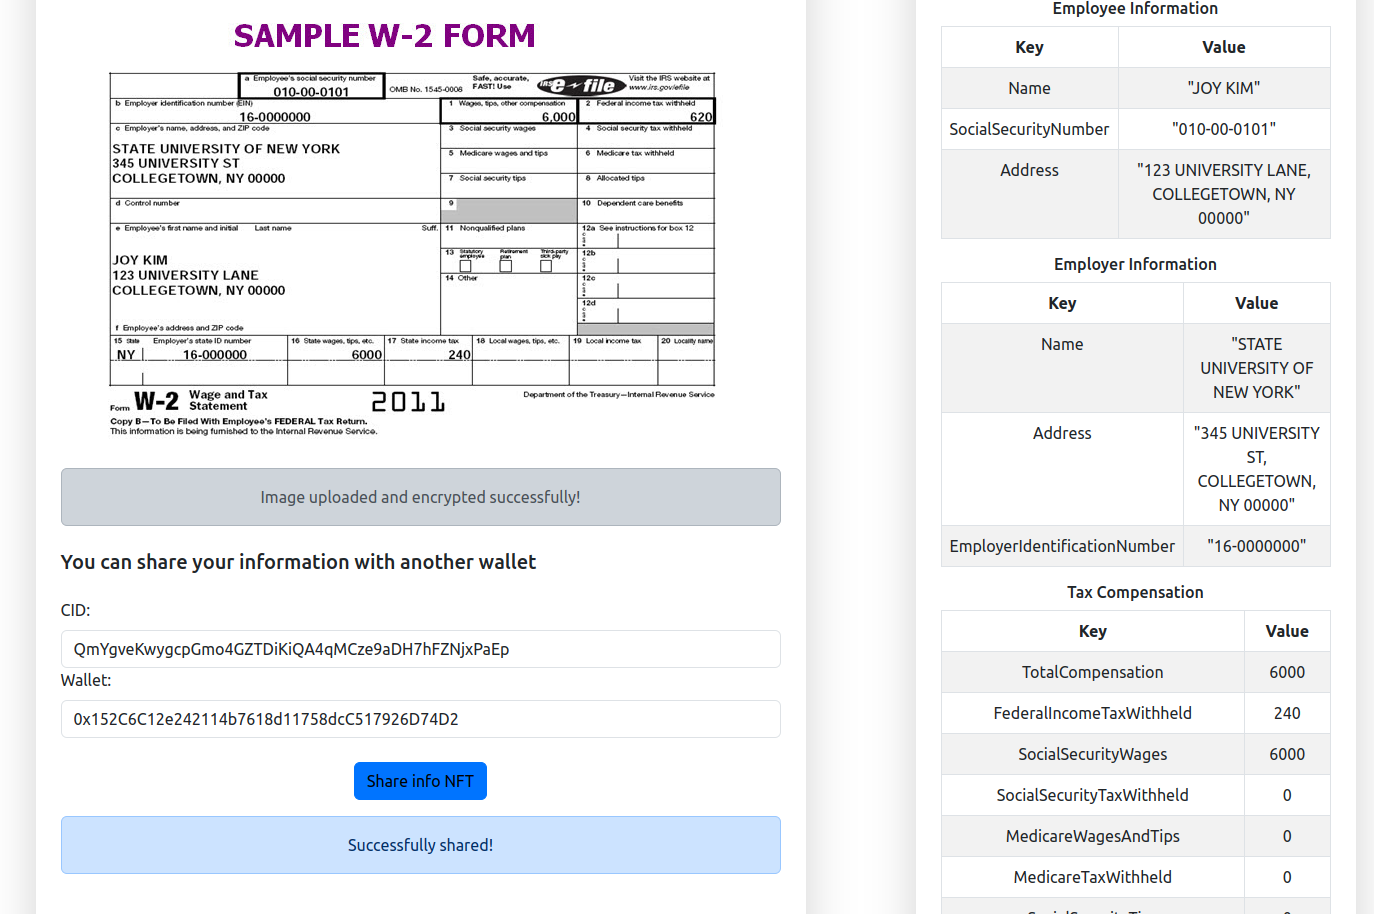 SAMPLE W-2 FORM
a Employee's social security number
010-00-0101
OMB No. 1545-0008
Safe, accurate,
FAST! Use
IRS e-file
Visit the IRS website at
www.irs.gov/efile
b Employer identification number (EIN)
16-0000000
1 Wages, tips, other compensation
6,000
2 Federal income tax withheld
620
c Employer's name, address, and ZIP code
STATE UNIVERSITY OF NEW YORK
345 UNIVERSITY ST
COLLEGETOWN, NY 00000
3 Social security wages
4 Social security tax withheld
5 Medicare wages and tips
6 Medicare tax withheld
7 Social security tips
8 Allocated tips
d Control number
9
10 Dependent care benefits
e Employee's first name and initial
Last name
Suff.
JOY KIM
123 UNIVERSITY LANE
COLLEGETOWN, NY 00000
11 Nonqualified plans
12a See instructions for box 12
13 Statutory employee
Retirement plan
Third-party sick pay
12b
14 Other
12c
12d
f Employee's address and ZIP code
15 State
Employer's state ID number
16 State wages, tips, etc.
17 State income tax
18 Local wages, tips, etc.
19 Local income tax
20 Locality name
NY
16-000000
6000
240
Form W-2 Wage and Tax
Statement
2011
Department of the Treasury—Internal Revenue Service
Copy B—To Be Filed With Employee's FEDERAL Tax Return.
This information is being furnished to the Internal Revenue Service.
Image uploaded and encrypted successfully!
You can share your information with another wallet
CID:
QmYgveKwygcpGmo4GZTDiKiQA4qMCze9aDH7hFZNjxPaEp
Wallet:
0x152C6C12e242114b7618d11758dcC517926D74D2
Share info NFT
Successfully shared!
Employee Information
Key Value
Name "JOY KIM"
SocialSecurityNumber "010-00-0101"
Address "123 UNIVERSITY LANE,
COLLEGETOWN, NY
00000"
Employer Information
Key Value
Name "STATE
UNIVERSITY OF
NEW YORK"
Address "345 UNIVERSITY
ST,
COLLEGETOWN,
NY 00000"
EmployerIdentificationNumber "16-0000000"
Tax Compensation
Key Value
TotalCompensation 6000
FederalIncomeTaxWithheld 240
SocialSecurityWages 6000
SocialSecurityTaxWithheld 0
MedicareWagesAndTips 0
MedicareTaxWithheld 0